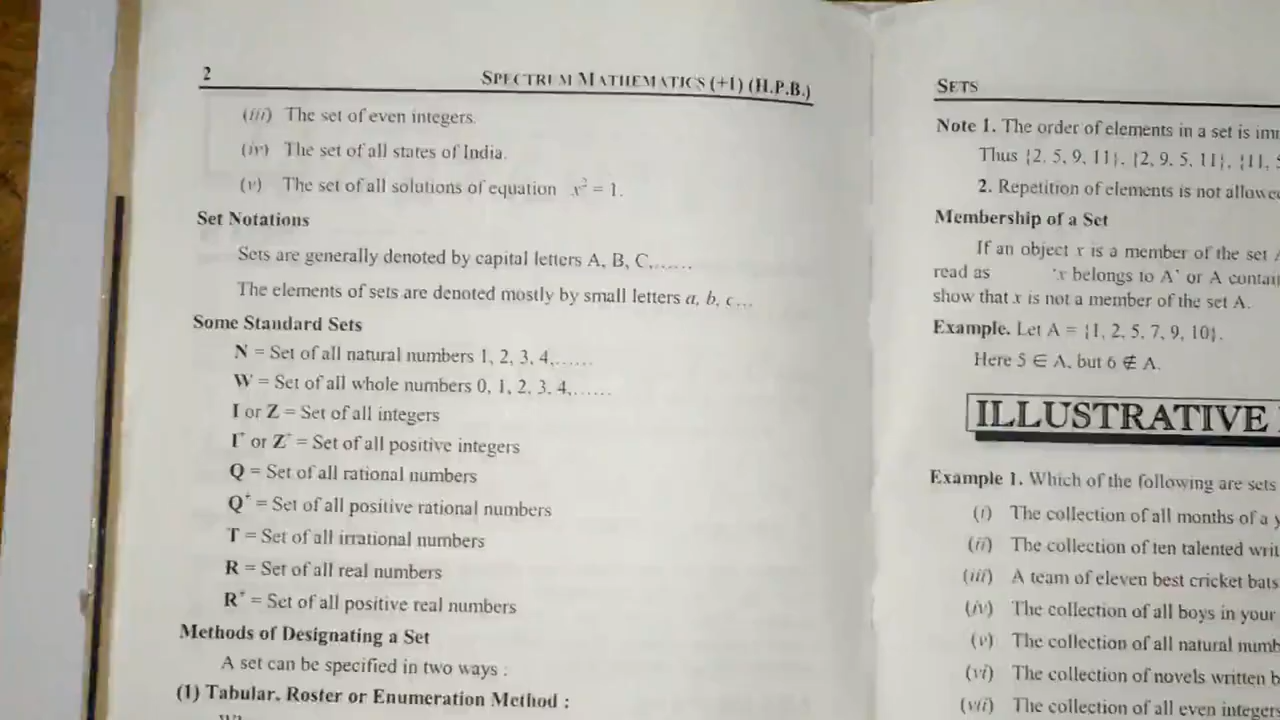 2 SPECTRUM MATHEMATICS (+1) (H.P.B.)
(iii) The set of even integers.
(iv) The set of all states of India.
(v) The set of all solutions of equation x² = 1.
Set Notations
Sets are generally denoted by capital letters A, B, C,......
The elements of sets are denoted mostly by small letters a, b, c...
Some Standard Sets
N = Set of all natural numbers 1, 2, 3, 4,......
W = Set of all whole numbers 0, 1, 2, 3, 4,......
I or Z = Set of all integers
I⁺ or Z⁺ = Set of all positive integers
Q = Set of all rational numbers
Q⁺ = Set of all positive rational numbers
T = Set of all irrational numbers
R = Set of all real numbers
R⁺ = Set of all positive real numbers
Methods of Designating a Set
A set can be specified in two ways :
(1) Tabular, Roster or Enumeration Method :
SETS
Note 1. The order of elements in a set is
Thus {2, 5, 9, 11}, {2, 9, 5, 11}, {11,
2. Repetition of elements is not
Membership of a Set
If an object x is a member of the set
read as 'x belongs to A' or A
show that x is not a member of the set A.
Example. Let A = {1, 2, 5, 7, 9, 10}.
Here 5 ∈ A, but 6 ∉ A.
ILLUSTRATIVE
Example 1. Which of the following are sets
(i) The collection of all months of a
(ii) The collection of ten talented
(iii) A team of eleven best cricket bats
(iv) The collection of all boys in your
(v) The collection of all natural
(vi) The collection of novels written
(vii) The collection of all even integers